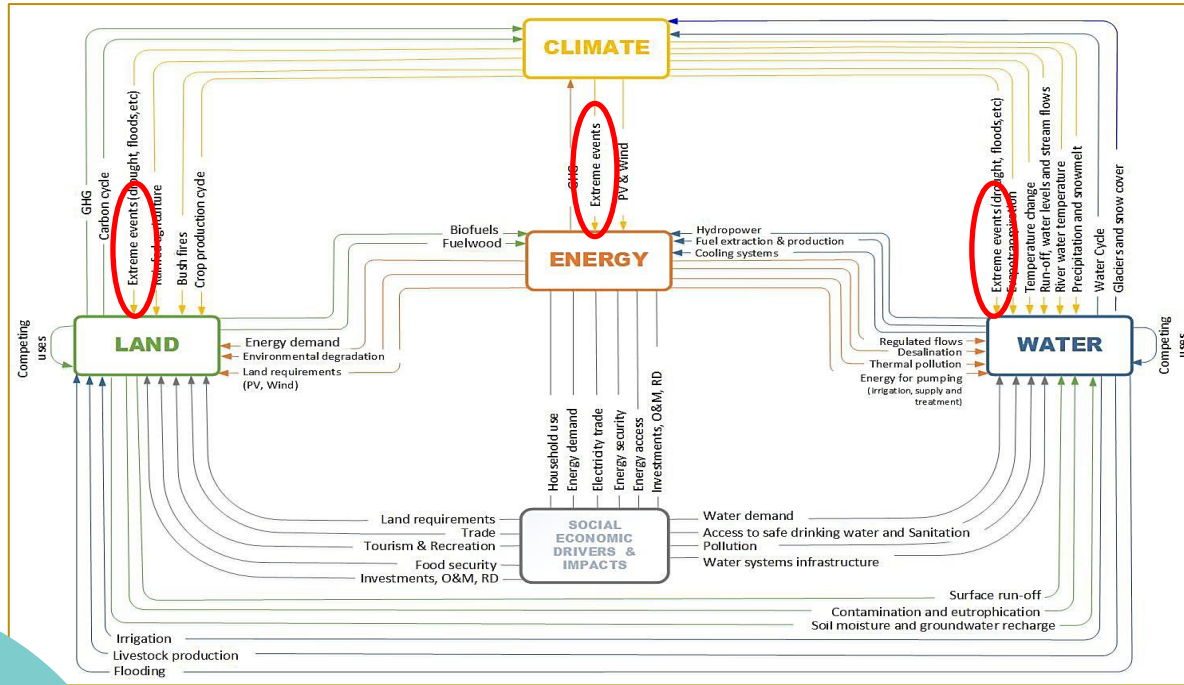 CLIMATE
GHG
Carbon cycle
Extreme events (drought, floods,etc)
Rainfed agriculture
Bush fires
Crop production cycle
GHG
Extreme events
PV & Wind
Extreme events (drought, floods,etc)
Evapotranspiration
Temperature change
Run-off, water levels and stream flows
River water temperature
Precipitation and snowmelt
Water Cycle
Glaciers and snow cover
Biofuels
Fuelwood
ENERGY
Hydropower
Fuel extraction & production
Cooling systems
Competing
uses
LAND
Energy demand
Environmental degradation
Land requirements
(PV, Wind)
Regulated flows
Desalination
Thermal pollution
Energy for pumping
(irrigation, supply and
treatment)
WATER
Competing
uses
Household use
Energy demand
Electricity trade
Energy security
Energy access
Investments, O&M, RD
Land requirements
Trade
Tourism & Recreation
Food security
Investments, O&M, RD
SOCIAL
ECONOMIC
DRIVERS &
IMPACTS
Water demand
Access to safe drinking water and Sanitation
Pollution
Water systems infrastructure
Surface run-off
Contamination and eutrophication
Soil moisture and groundwater recharge
Irrigation
Livestock production
Flooding